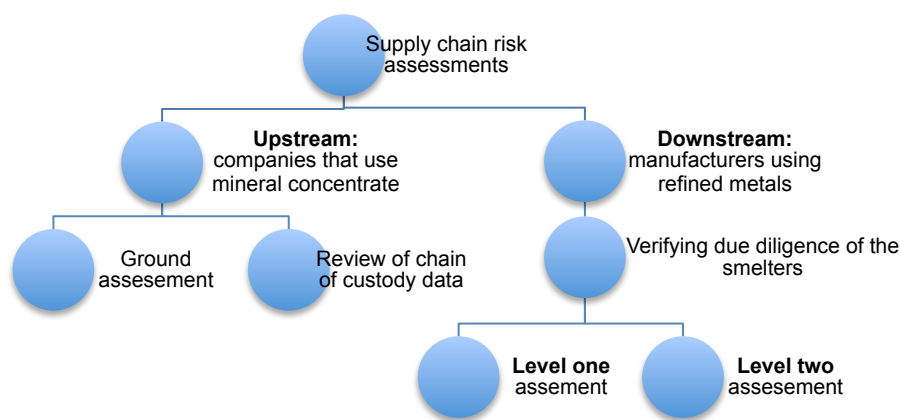 Supply chain risk
assessments
Upstream:
companies that use
mineral concentrate
Downstream:
manufacturers using
refined metals
Ground
assesement
Review of chain
of custody data
Verifying due diligence of the
smelters
Level one
assement
Level two
assesement